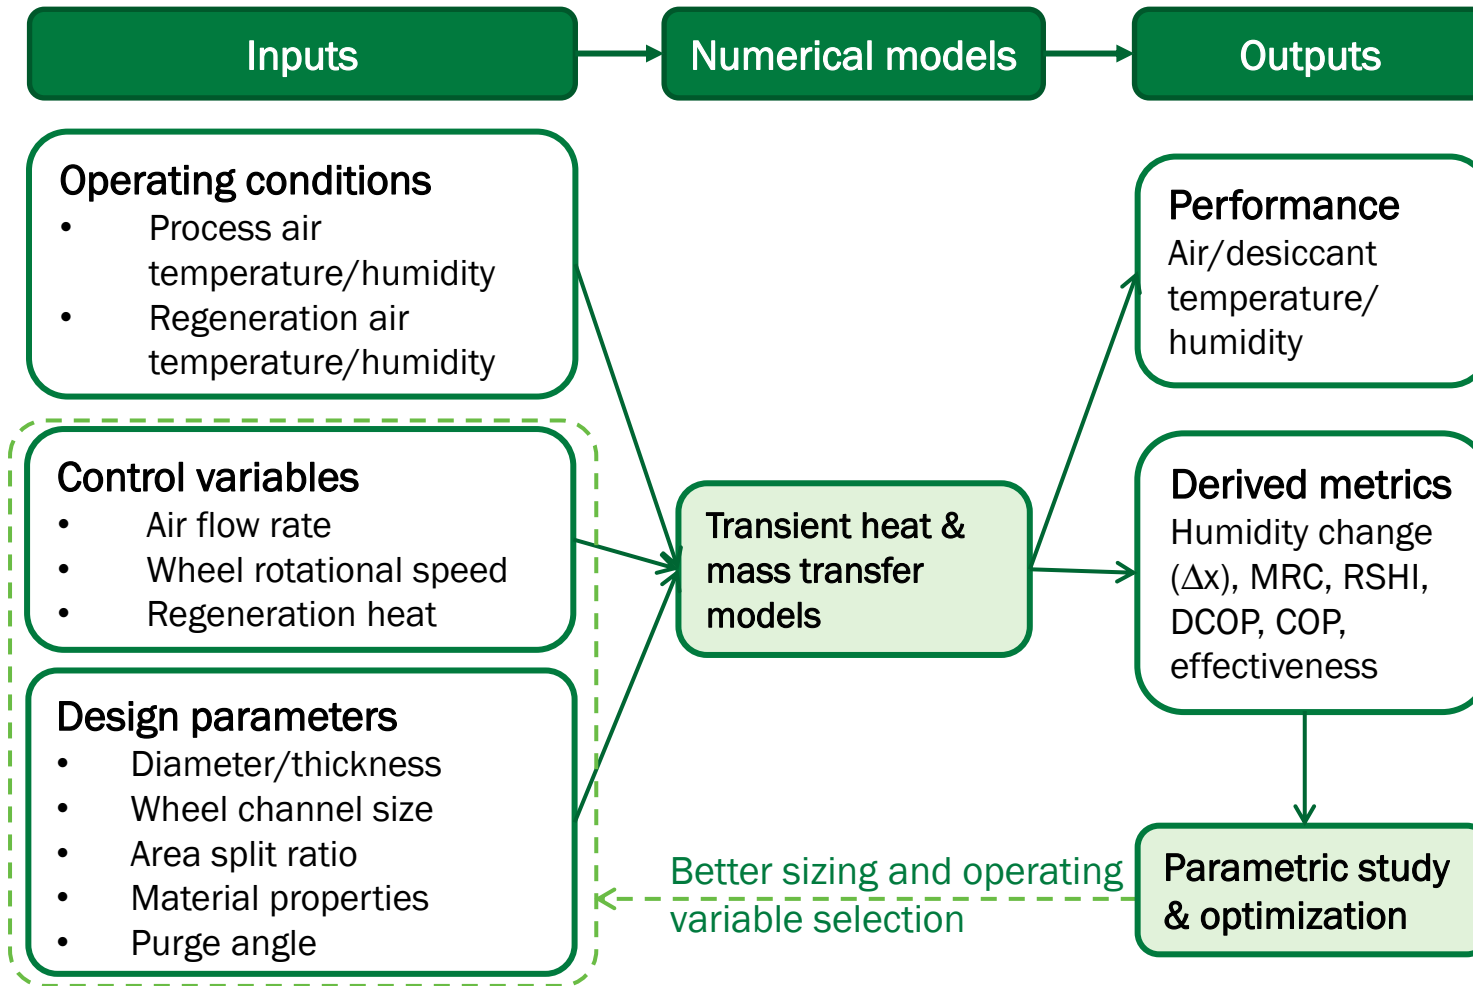 Inputs
Numerical models
Outputs
Operating conditions
• Process air
temperature/humidity
• Regeneration air
temperature/humidity
Control variables
• Air flow rate
• Wheel rotational speed
• Regeneration heat
Design parameters
• Diameter/thickness
• Wheel channel size
• Area split ratio
• Material properties
• Purge angle
Transient heat &
mass transfer
models
Performance
Air/desiccant
temperature/
humidity
Derived metrics
Humidity change
(Δx), MRC, RSHI,
DCOP, COP,
effectiveness
Parametric study
& optimization
Better sizing and operating
variable selection